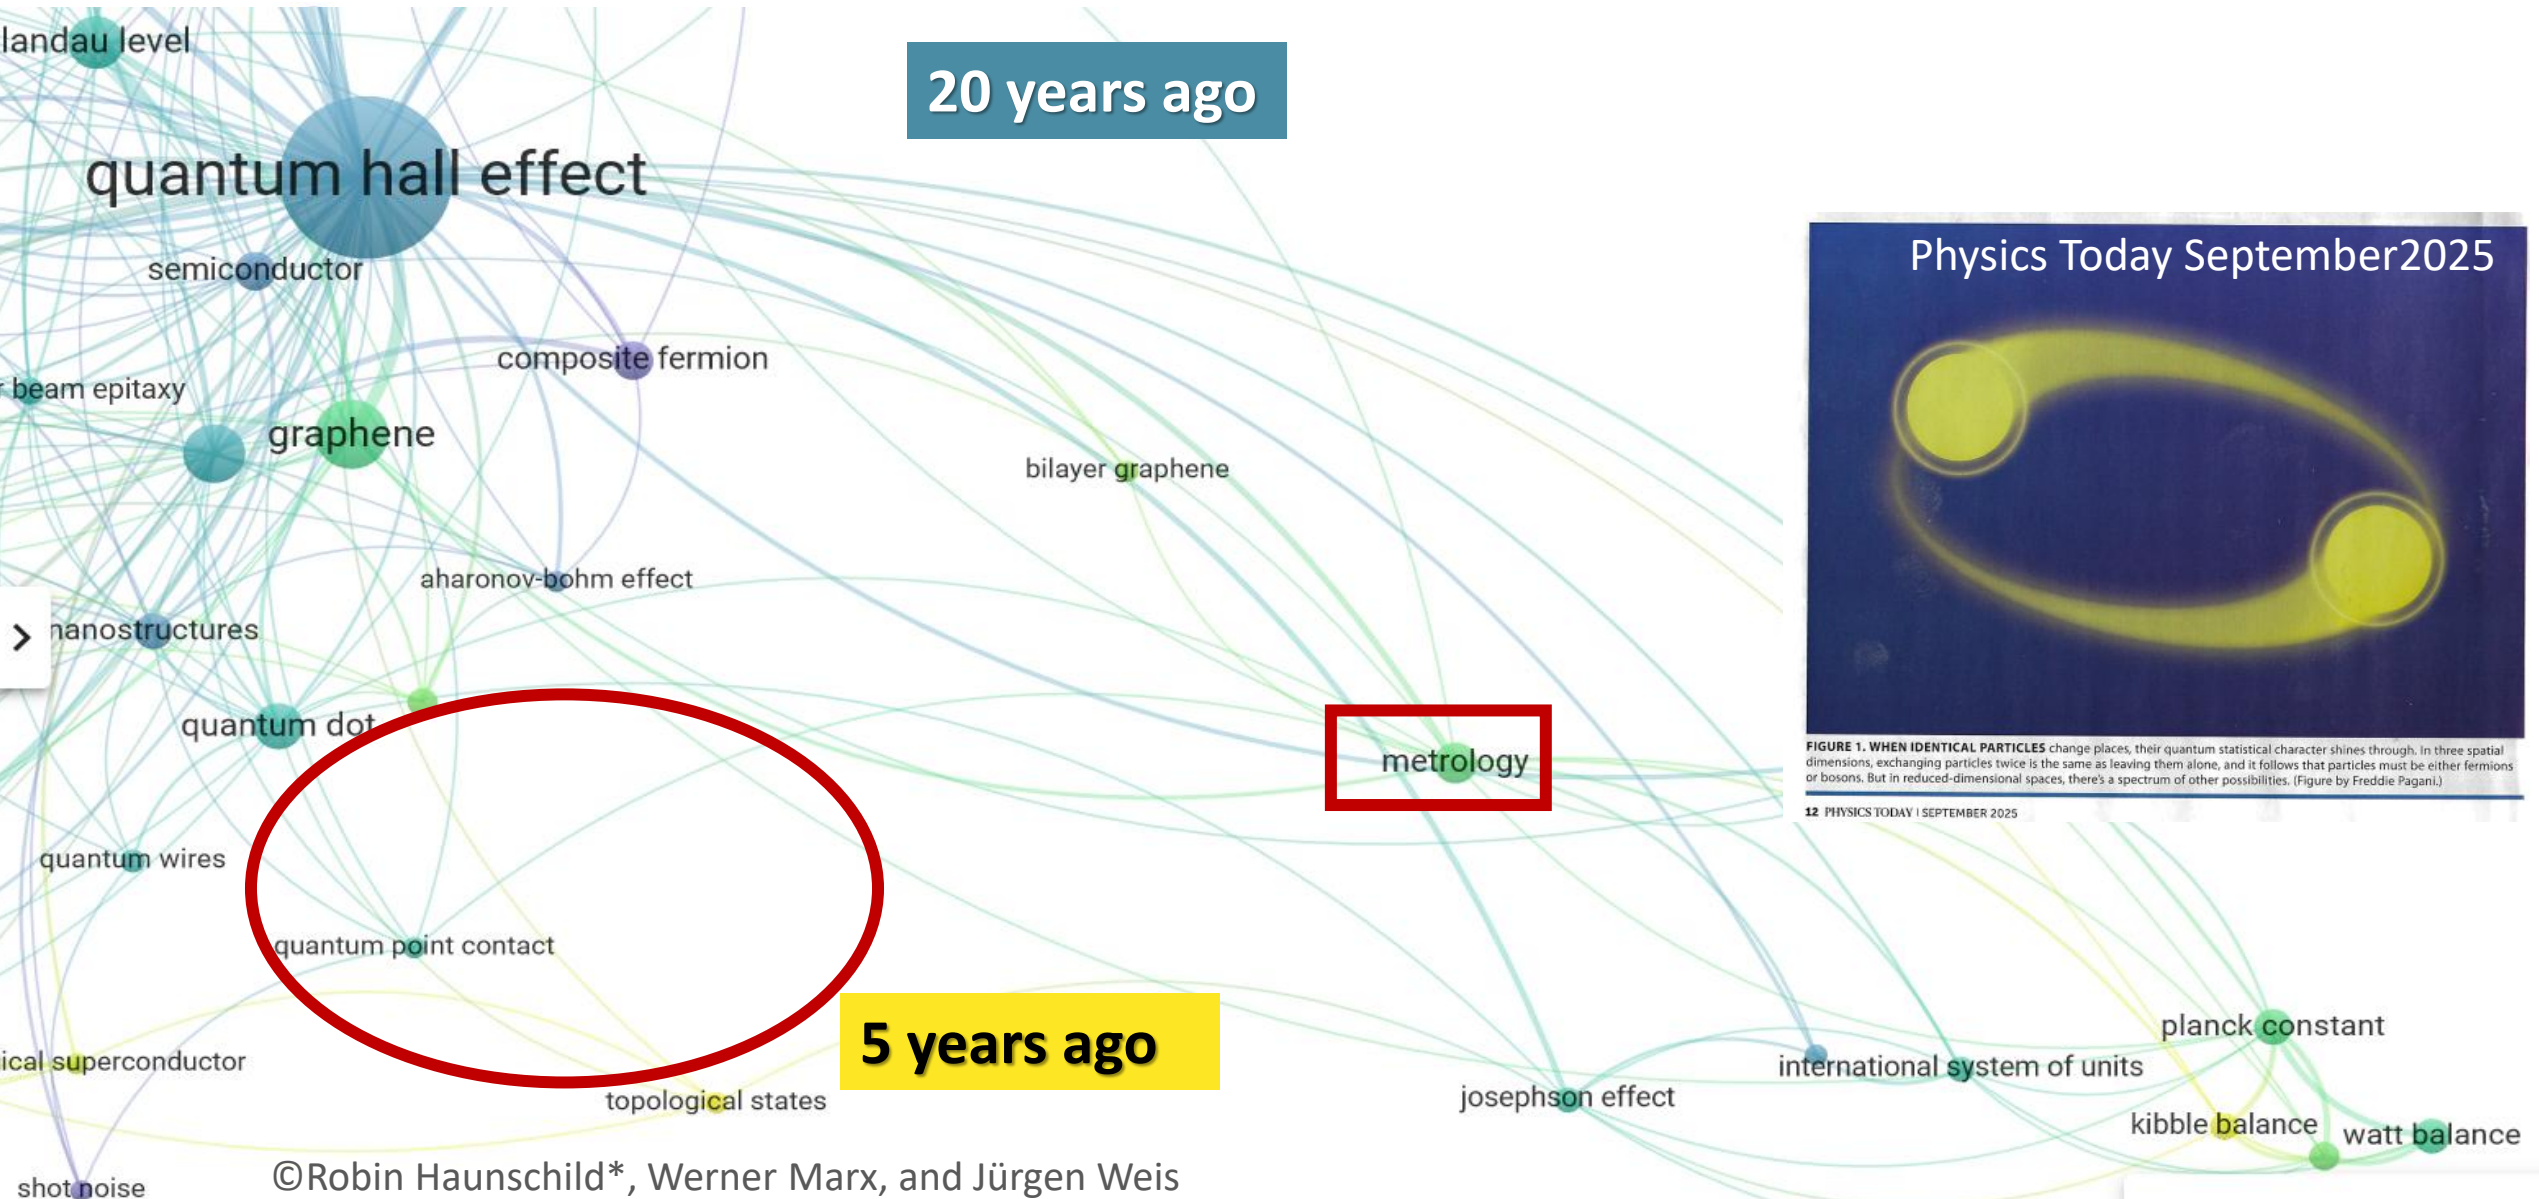 landau level
20 years ago
quantum hall effect
Physics Today September2025
semiconductor
composite fermion
beam epitaxy
graphene
bilayer graphene
aharonov-bohm effect
nanostructures
quantum dot
metrology
FIGURE 1. WHEN IDENTICAL PARTICLES change places, their quantum statistical character shines through. In three spatial
dimensions, exchanging particles twice is the same as leaving them alone, and it follows that particles must be either fermions
or bosons. But in reduced-dimensional spaces, there's a spectrum of other possibilities. (Figure by Freddie Pagani.)
12 PHYSICS TODAY | SEPTEMBER 2025
quantum wires
quantum point contact
5 years ago
planck constant
ical superconductor
international system of units
topological states
josephson effect
kibble balance
watt balance
©Robin Haunschild*, Werner Marx, and Jürgen Weis
shot noise